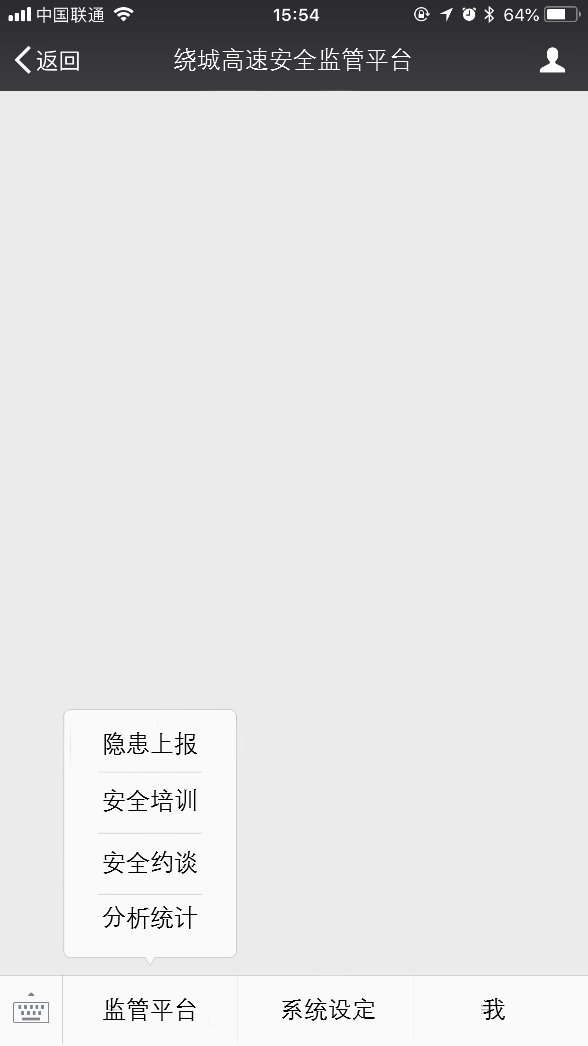 中国联通 15:54 64%
返回 绕城高速安全监管平台
隐患上报
安全培训
安全约谈
分析统计
监管平台 系统设定 我